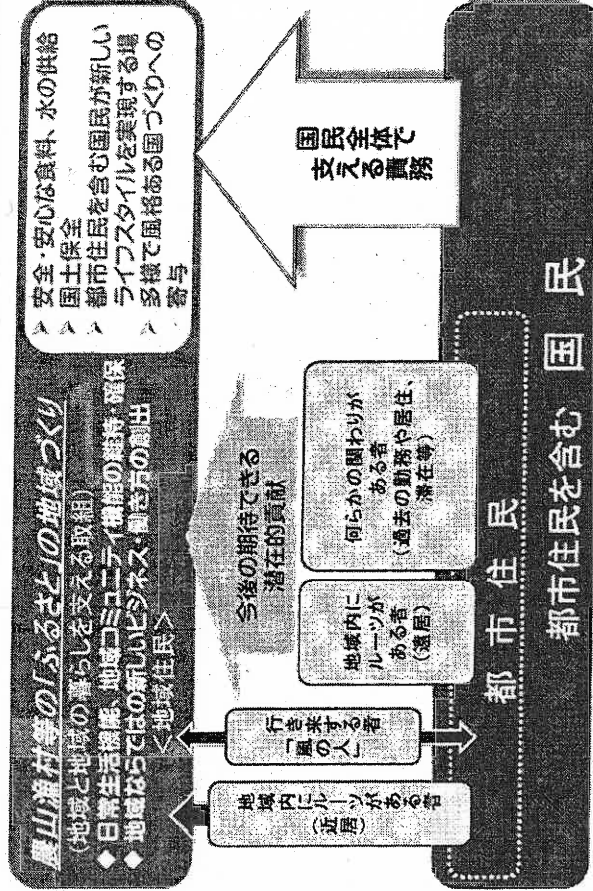 農山漁村等の「ふるさと」の地域づくり
(地域と地域の暮らしを支える取組)
◆ 日常生活機能、地域コミュニティ機能の維持・確保
◆ 地域ならではの新しいビジネス・働き方の創出
＜地域住民＞
➢ 安全・安心な食料、水の供給
➢ 国土保全
➢ 都市住民を含む国民が新しい
ライフスタイルを実現する場
➢ 多様で風格ある国づくりへの
寄与
地域内にルーツがある者
(近居)
行き来する者
「風の人」
今後の期待できる
潜在的貢献
地域内に
ルーツが
ある者
(遠居)
何らかの関わりが
ある者
(過去の勤務や居住、
滞在等)
国民全体で
支える責務
都市住民
都市住民を含む 国民